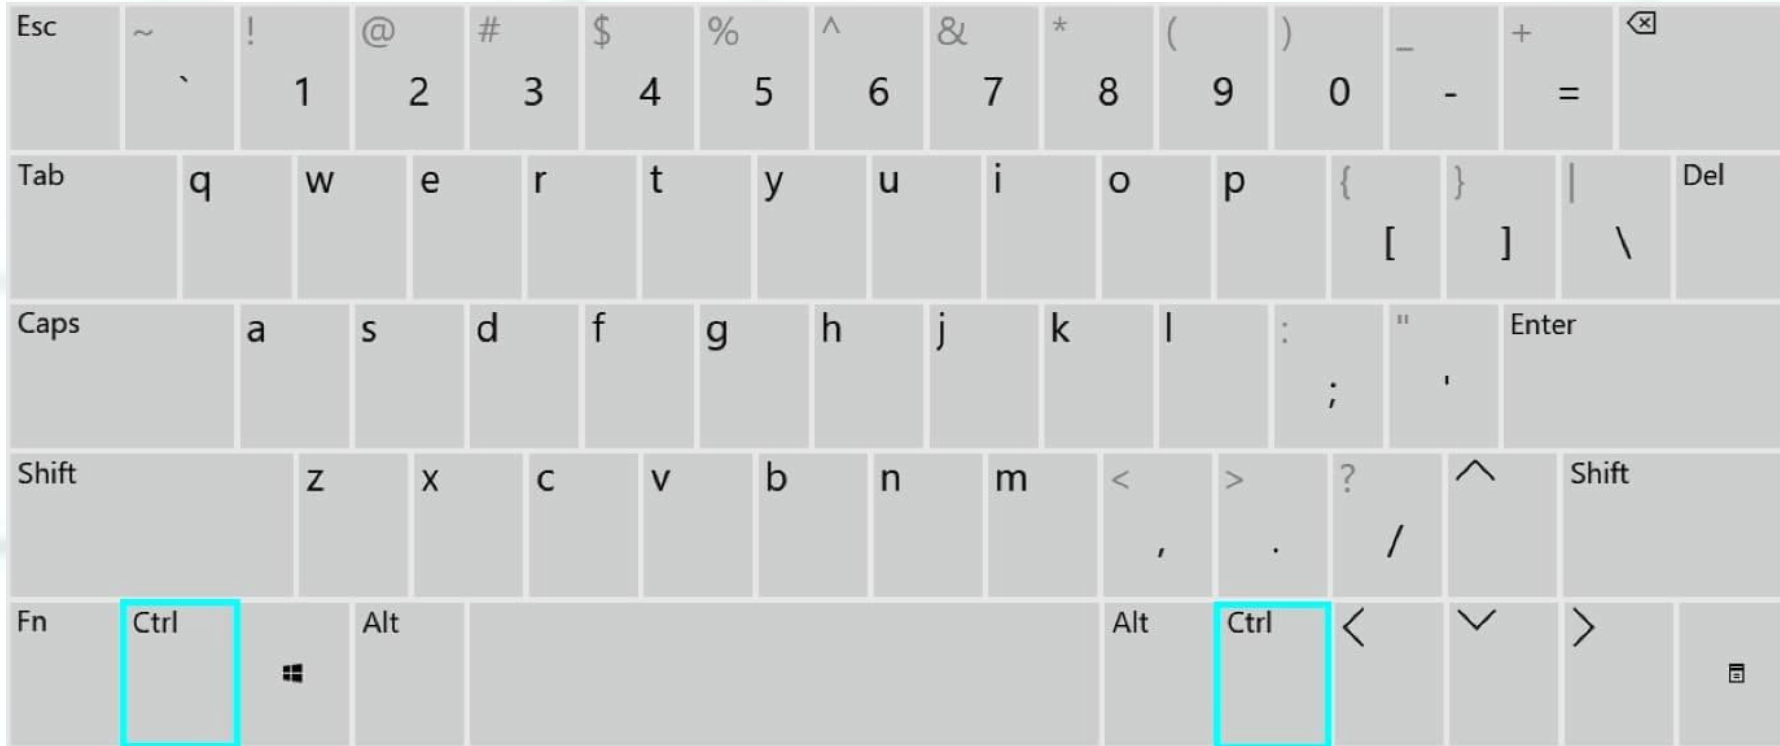 Esc ~ ` ! 1 @ 2 # 3 $ 4 % 5 ^ 6 & 7 * 8 ( 9 ) 0 _ - + =
Tab q w e r t y u i o p { [ } ] | \ Del
Caps a s d f g h j k l : ; " ' Enter
Shift z x c v b n m < , > . ? / Shift
Fn Ctrl Alt Alt Ctrl